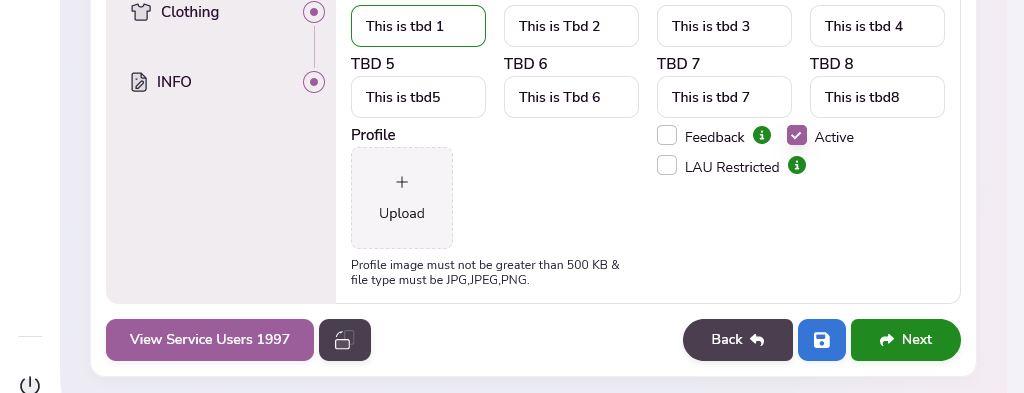 Clothing
INFO
This is tbd 1
This is Tbd 2
This is tbd 3
This is tbd 4
TBD 5
TBD 6
TBD 7
TBD 8
This is tbd5
This is Tbd 6
This is tbd 7
This is tbd8
Profile
Feedback
Active
LAU Restricted
Upload
Profile image must not be greater than 500 KB &
file type must be JPG,JPEG,PNG.
View Service Users 1997
Back
Next